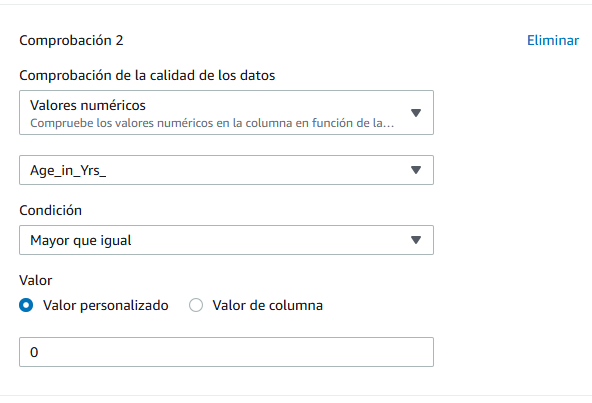 Comprobación 2
Eliminar
Comprobación de la calidad de los datos
Valores numéricos
Compruebe los valores numéricos en la columna en función de la...
Age_in_Yrs_
Condición
Mayor que igual
Valor
Valor personalizado
Valor de columna
0